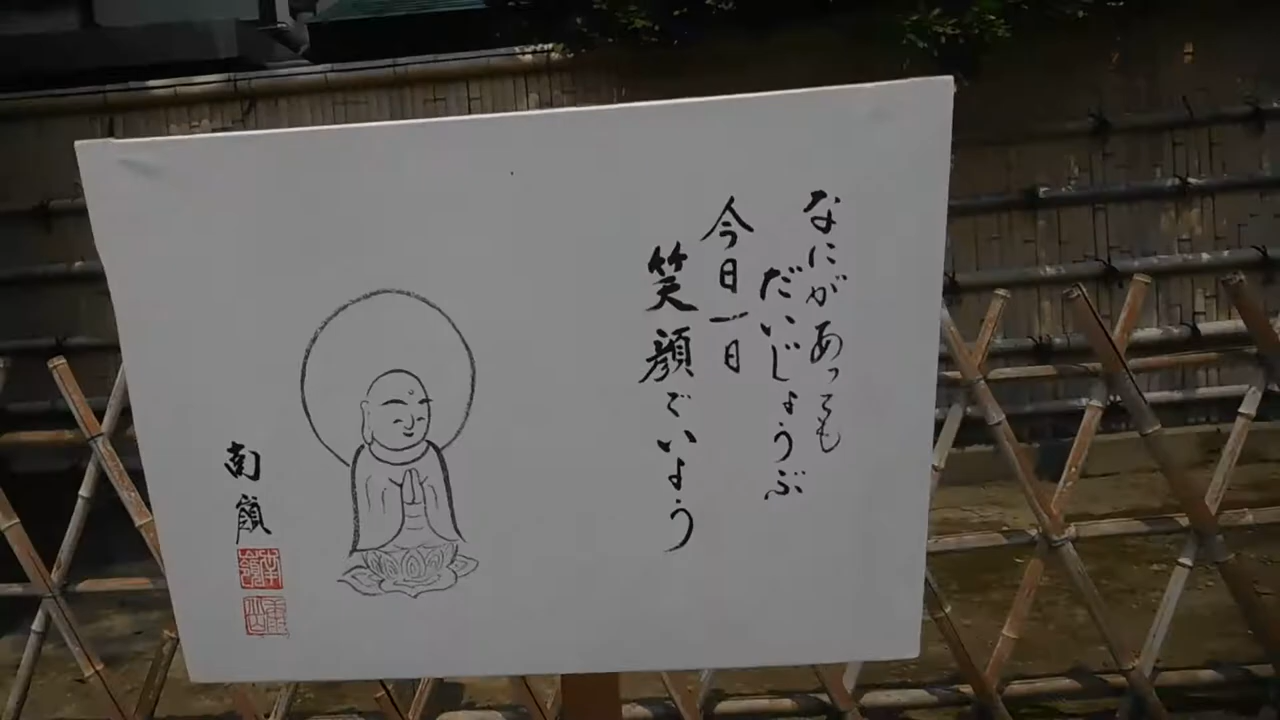 なにがあっても
だいじょうぶ
今日一日
笑顔でいよう
南嶺